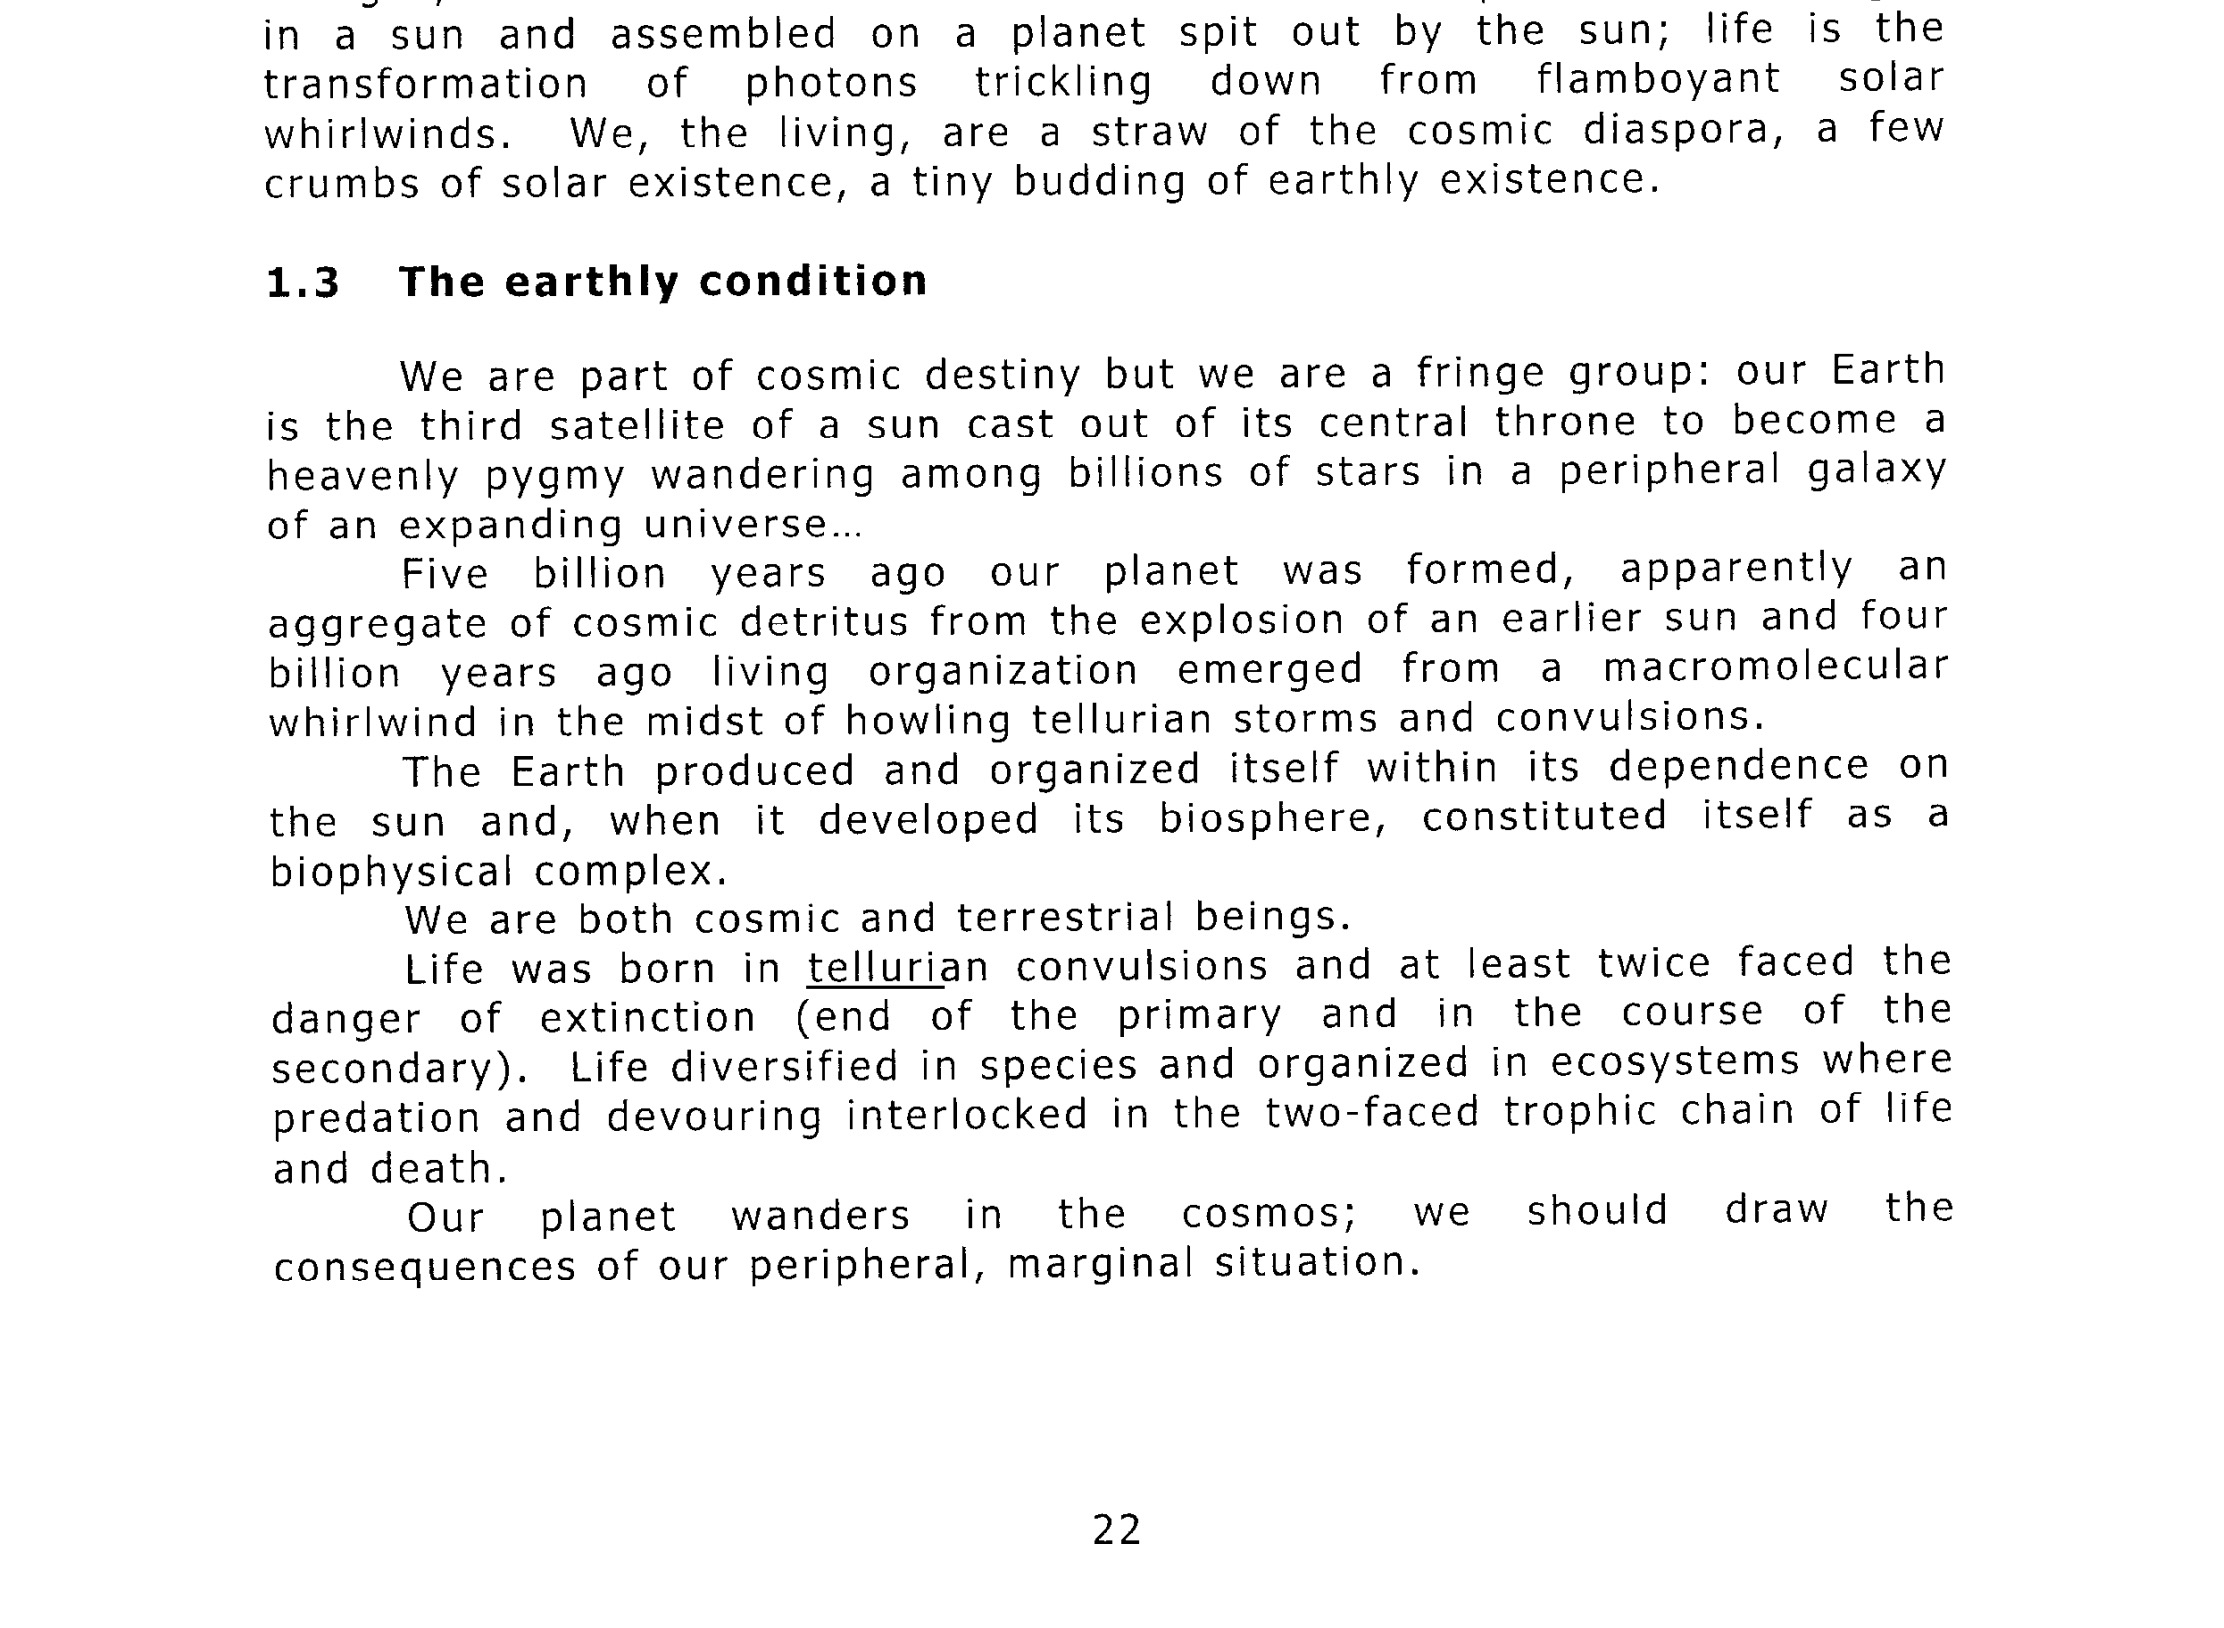 in a sun and assembled on a planet spit out by the sun; life is the
transformation of photons trickling down from flamboyant solar
whirlwinds. We, the living, are a straw of the cosmic diaspora, a few
crumbs of solar existence, a tiny budding of earthly existence.
1.3 The earthly condition
We are part of cosmic destiny but we are a fringe group: our Earth
is the third satellite of a sun cast out of its central throne to become a
heavenly pygmy wandering among billions of stars in a peripheral galaxy
of an expanding universe...
Five billion years ago our planet was formed, apparently an
aggregate of cosmic detritus from the explosion of an earlier sun and four
billion years ago living organization emerged from a macromolecular
whirlwind in the midst of howling tellurian storms and convulsions.
The Earth produced and organized itself within its dependence on
the sun and, when it developed its biosphere, constituted itself as a
biophysical complex.
We are both cosmic and terrestrial beings.
Life was born in tellurian convulsions and at least twice faced the
danger of extinction (end of the primary and in the course of the
secondary). Life diversified in species and organized in ecosystems where
predation and devouring interlocked in the two-faced trophic chain of life
and death.
Our planet wanders in the cosmos; we should draw the
consequences of our peripheral, marginal situation.
22